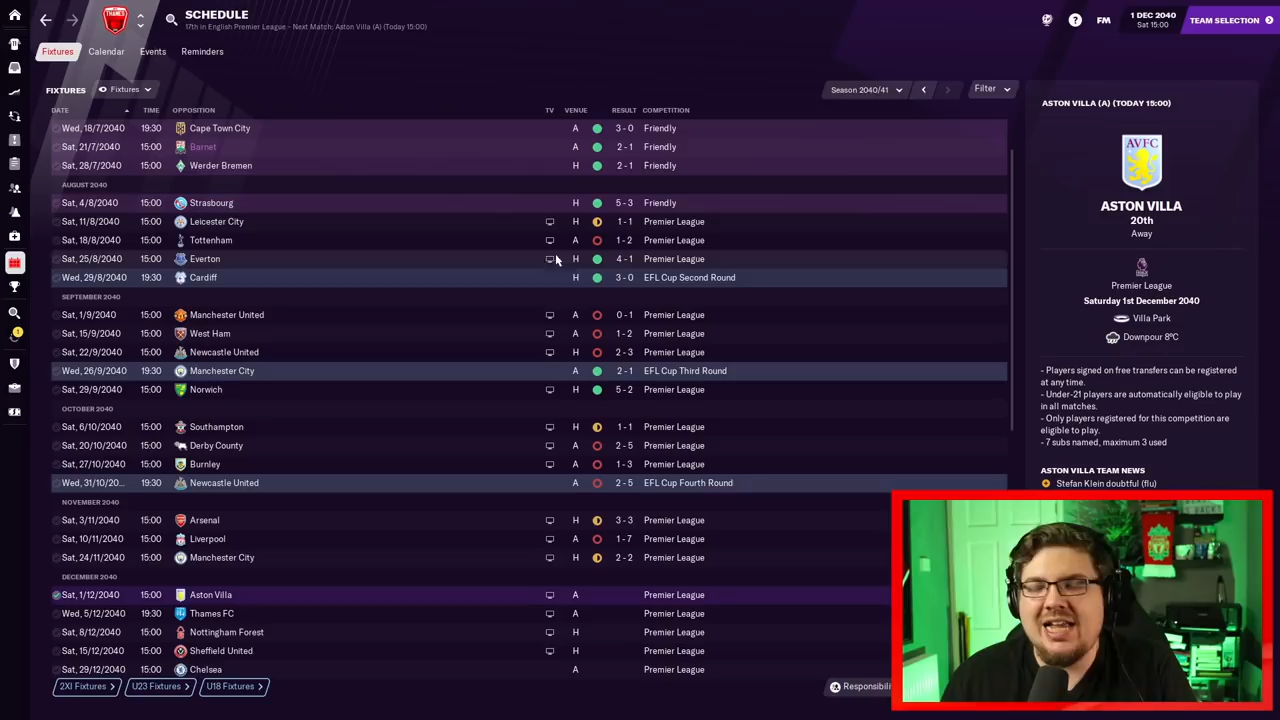 THAMES
SCHEDULE
17th in English Premier League - Next Match: Aston Villa (A) (Today 15:00)
FM
1 DEC 2040
Sat 15:00
TEAM SELECTION
Fixtures
Calendar
Events
Reminders
FIXTURES
Fixtures
Season 2040/41
Filter
DATE TIME OPPOSITION TV VENUE RESULT COMPETITION
Wed, 18/7/2040 19:30 Cape Town City A 3 - 0 Friendly
Sat, 21/7/2040 15:00 Barnet A 2 - 1 Friendly
Sat, 28/7/2040 15:00 Werder Bremen H 2 - 1 Friendly
AUGUST 2040
Sat, 4/8/2040 15:00 Strasbourg H 5 - 3 Friendly
Sat, 11/8/2040 15:00 Leicester City H 1 - 1 Premier League
Sat, 18/8/2040 15:00 Tottenham A 1 - 2 Premier League
Sat, 25/8/2040 15:00 Everton H 4 - 1 Premier League
Wed, 29/8/2040 19:30 Cardiff H 3 - 0 EFL Cup Second Round
SEPTEMBER 2040
Sat, 1/9/2040 15:00 Manchester United A 0 - 1 Premier League
Sat, 15/9/2040 15:00 West Ham A 1 - 2 Premier League
Sat, 22/9/2040 15:00 Newcastle United H 2 - 3 Premier League
Wed, 26/9/2040 19:30 Manchester City A 2 - 1 EFL Cup Third Round
Sat, 29/9/2040 15:00 Norwich A 5 - 2 Premier League
OCTOBER 2040
Sat, 6/10/2040 15:00 Southampton H 1 - 1 Premier League
Sat, 20/10/2040 15:00 Derby County A 2 - 5 Premier League
Sat, 27/10/2040 15:00 Burnley A 1 - 3 Premier League
Wed, 31/10/20... 19:30 Newcastle United A 2 - 5 EFL Cup Fourth Round
NOVEMBER 2040
Sat, 3/11/2040 15:00 Arsenal H 3 - 3 Premier League
Sat, 10/11/2040 15:00 Liverpool A 1 - 7 Premier League
Sat, 24/11/2040 15:00 Manchester City H 2 - 2 Premier League
DECEMBER 2040
Sat, 1/12/2040 15:00 Aston Villa A Premier League
Wed, 5/12/2040 19:30 Thames FC A Premier League
Sat, 8/12/2040 15:00 Nottingham Forest H Premier League
Sat, 15/12/2040 15:00 Sheffield United H Premier League
Sat, 29/12/2040 15:00 Chelsea A Premier League
2XI Fixtures
U23 Fixtures
U18 Fixtures
Responsibili
ASTON VILLA (A) (TODAY 15:00)
AVFC
ASTON VILLA
20th
Away
Premier League
Saturday 1st December 2040
Villa Park
Downpour 8ºC
- Players signed on free transfers can be registered
at any time.
- Under-21 players are automatically eligible to play
in all matches.
- Only players registered for this competition are
eligible to play.
- 7 subs named, maximum 3 used
ASTON VILLA TEAM NEWS
Stefan Klein doubtful (flu)